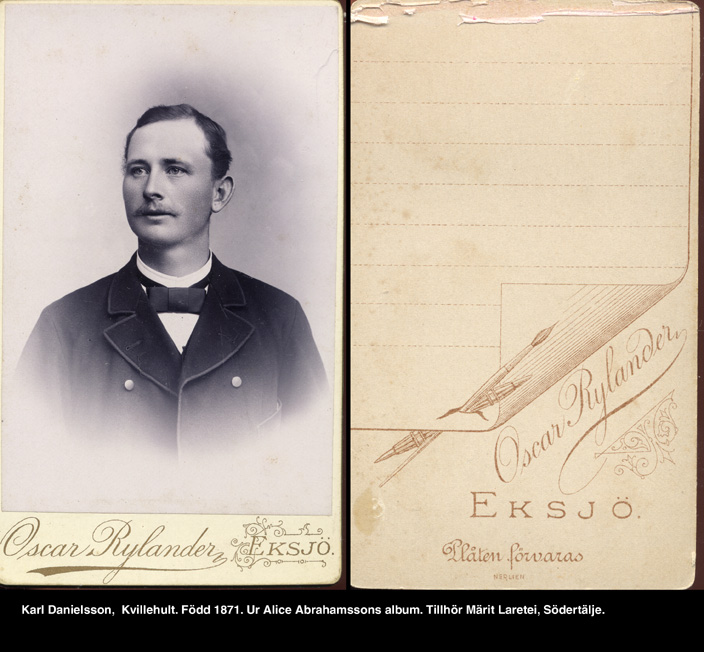 Oscar Rylander, EKSJÖ.
Oscar Rylander
EKSJÖ.
Plåten förvaras
Karl Danielsson,  Kvillehult. Född 1871. Ur Alice Abrahamssons album. Tillhör Märit Laretei, Södertälje.